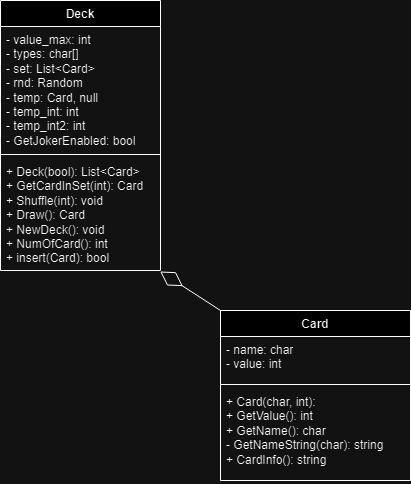 Deck
- value_max: int
- types: char[]
- set: List<Card>
- rnd: Random
- temp: Card, null
- temp_int: int
- temp_int2: int
- GetJokerEnabled: bool
+ Deck(bool): List<Card>
+ GetCardInSet(int): Card
+ Shuffle(int): void
+ Draw(): Card
+ NewDeck(): void
+ NumOfCard(): int
+ insert(Card): bool
Card
- name: char
- value: int
+ Card(char, int):
+ GetValue(): int
+ GetName(): char
- GetNameString(char): string
+ CardInfo(): string